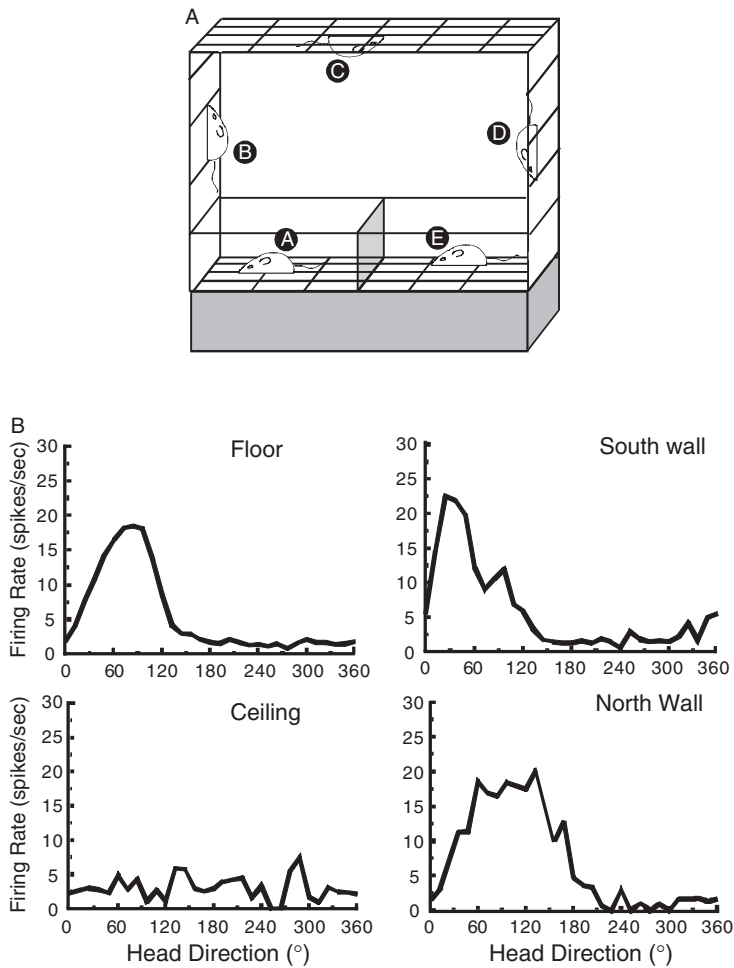 A
C
D
B
A
E
B
Floor
30
25
20
15
10
5
0
0 60 120 180 240 300 360
Firing Rate (spikes/sec)
South wall
30
25
20
15
10
5
0
0 60 120 180 240 300 360
Ceiling
30
25
20
15
10
5
0
0 60 120 180 240 300 360
Firing Rate (spikes/sec)
Head Direction (°)
North Wall
30
25
20
15
10
5
0
0 60 120 180 240 300 360
Head Direction (°)